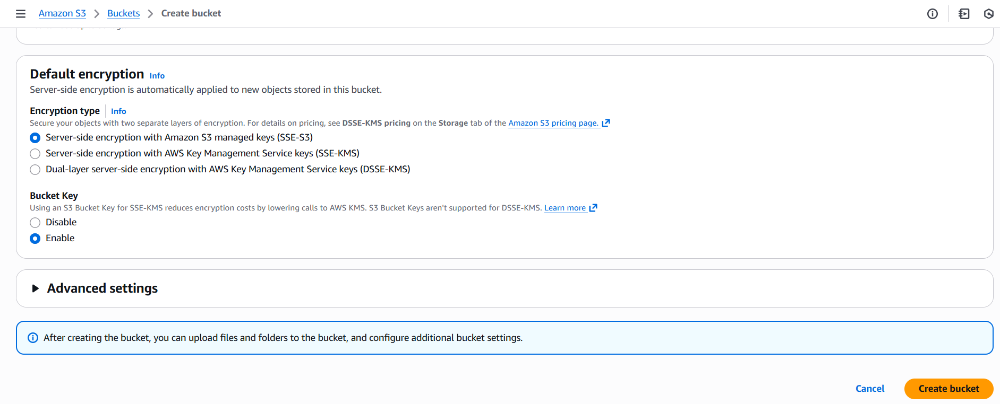 Amazon S3 > Buckets > Create bucket
Default encryption Info
Server-side encryption is automatically applied to new objects stored in this bucket.
Encryption type Info
Secure your objects with two separate layers of encryption. For details on pricing, see DSSE-KMS pricing on the Storage tab of the Amazon S3 pricing page.
Server-side encryption with Amazon S3 managed keys (SSE-S3)
Server-side encryption with AWS Key Management Service keys (SSE-KMS)
Dual-layer server-side encryption with AWS Key Management Service keys (DSSE-KMS)
Bucket Key
Using an S3 Bucket Key for SSE-KMS reduces encryption costs by lowering calls to AWS KMS. S3 Bucket Keys aren't supported for DSSE-KMS. Learn more
Disable
Enable
Advanced settings
After creating the bucket, you can upload files and folders to the bucket, and configure additional bucket settings.
Cancel Create bucket